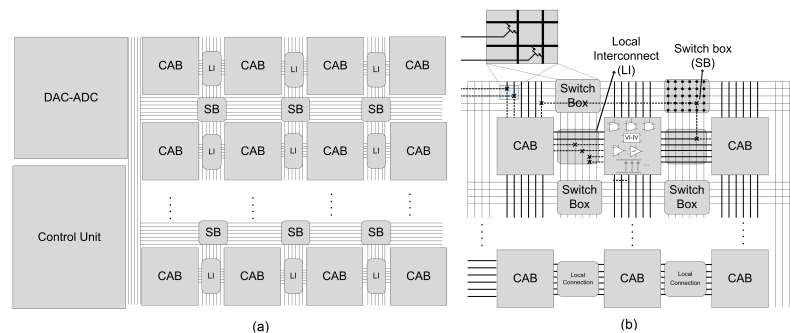 DAC-ADC
Control Unit
CAB LI CAB LI CAB LI CAB
SB SB SB
CAB LI CAB LI CAB LI CAB
SB SB SB
CAB LI CAB LI CAB LI CAB
(a)
Local
Interconnect
(LI)
Switch box
(SB)
Switch
Box
CAB
VI-IV
CAB
Switch
Box
Switch
Box
CAB
Local
Connection
CAB
Local
Connection
CAB
(b)